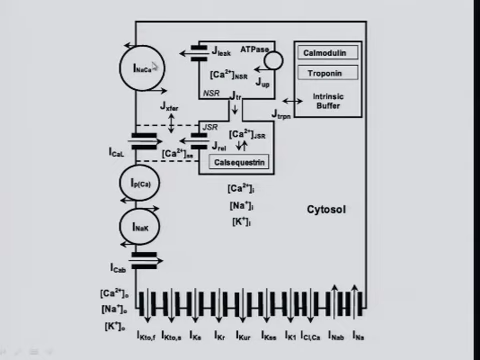 I_NaCa
J_leak
ATPase
[Ca²⁺]_NSR
J_up
NSR
J_tr
Calmodulin
Troponin
Intrinsic
Buffer
J_xfer
J_trpn
JSR
[Ca²⁺]_JSR
I_CaL
[Ca²⁺]_ss
J_rel
Calsequestrin
I_p(Ca)
[Ca²⁺]_i
[Na⁺]_i
[K⁺]_i
Cytosol
I_NaK
I_Cab
[Ca²⁺]_o
[Na⁺]_o
[K⁺]_o
I_Kto,f I_Kto,s I_Ks I_Kr I_Kur I_Kss I_K1 I_Cl,Ca I_Nab I_Na